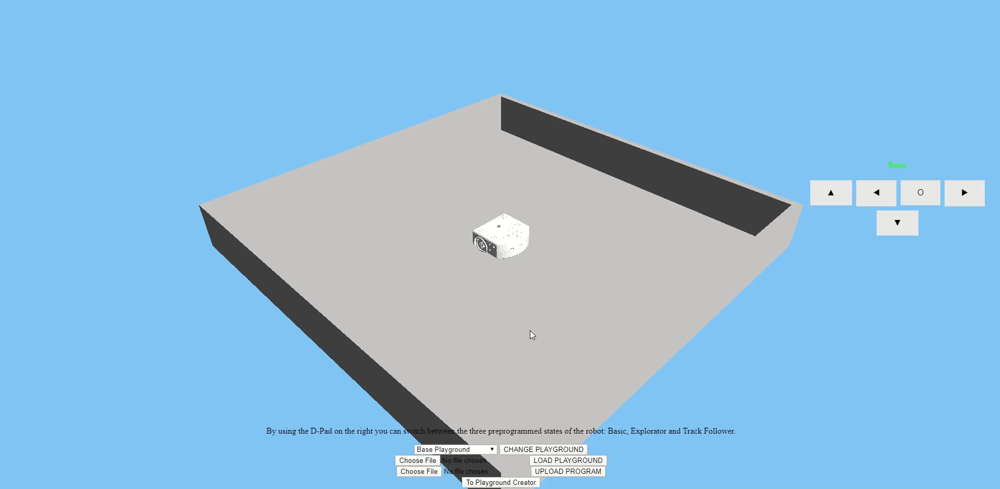 Basic
▲ ◀ O ▶
▼
By using the D-Pad on the right you can switch between the three preprogrammed states of the robot: Basic, Explorator and Track Follower.
Base Playground ▼ CHANGE PLAYGROUND
Choose File No file chosen LOAD PLAYGROUND
Choose File No file chosen UPLOAD PROGRAM
To Playground Creator